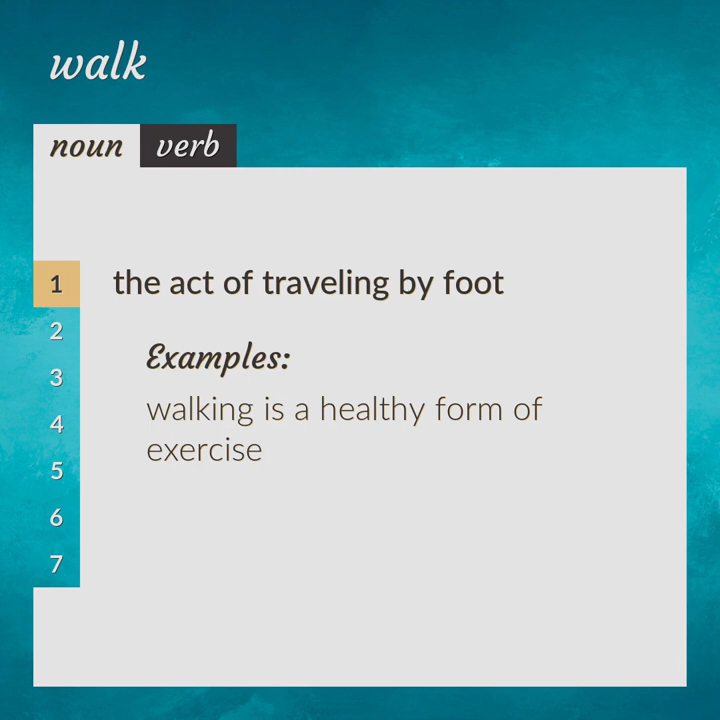 walk
noun verb
1 the act of traveling by foot
Examples:
walking is a healthy form of
exercise
2
3
4
5
6
7